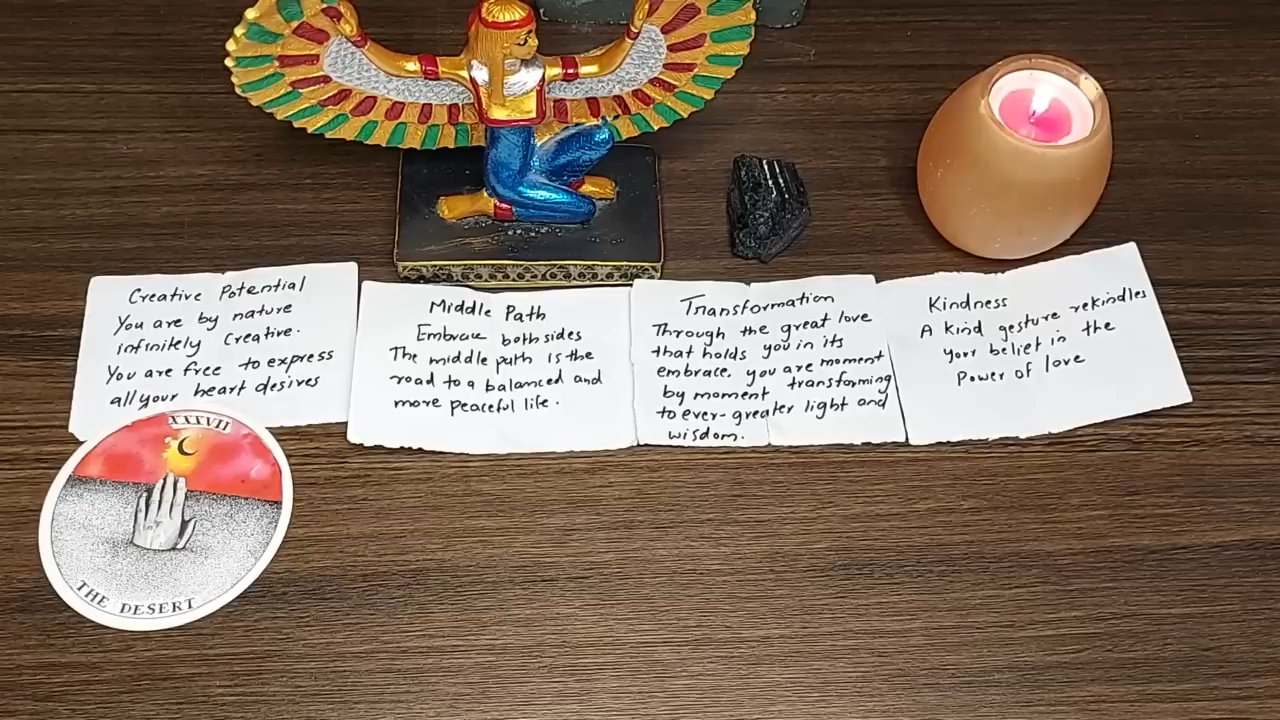 Creative Potential
You are by nature
infinitely creative.
You are free to express
all your heart desires
Middle Path
Embrace both sides
The middle path is the
road to a balanced and
more peaceful life.
Transformation
Through the great love
that holds you in its
embrace, you are moment
by moment transforming
to ever-greater light and
wisdom.
Kindness
A kind gesture rekindles
your belief in the
Power of love
XXXVII
THE DESERT